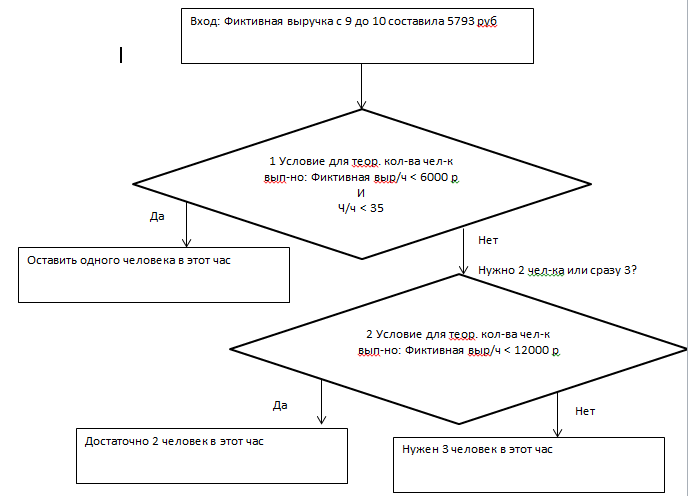 Вход: Фиктивная выручка с 9 до 10 составила 5793 руб
1 Условие для теор. кол-ва чел-к
вып-но: Фиктивная выр/ч < 6000 р
И
Ч/ч < 35
Да
Нет
Оставить одного человека в этот час
Нужно 2 чел-ка или сразу 3?
2 Условие для теор. кол-ва чел-к
вып-но: Фиктивная выр/ч < 12000 р
Да
Нет
Достаточно 2 человек в этот час
Нужен 3 человек в этот час